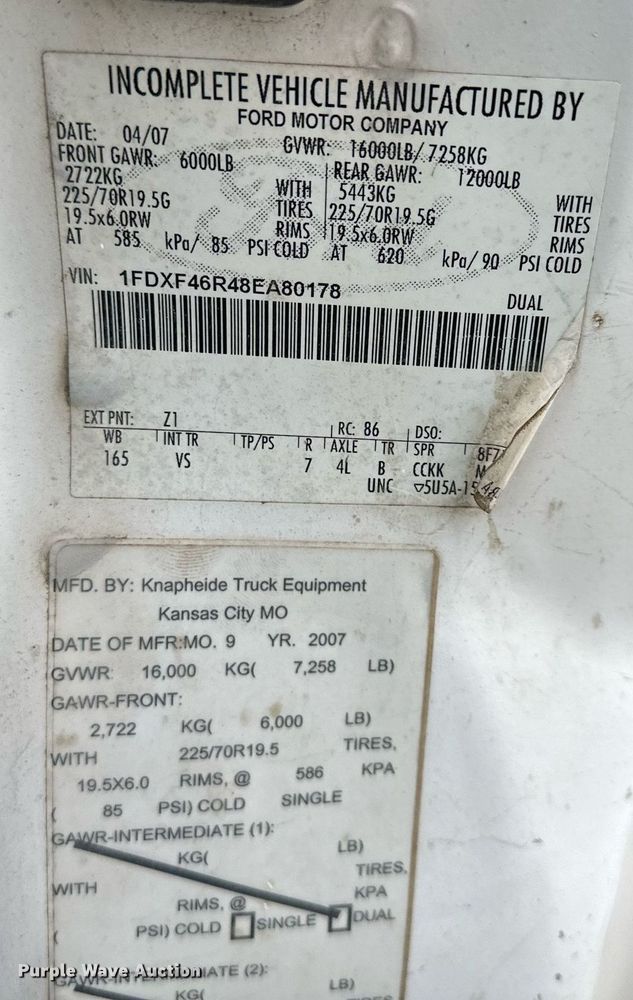 INCOMPLETE VEHICLE MANUFACTURED BY
FORD MOTOR COMPANY
DATE: 04/07 GVWR: 16000LB/ 7258KG
FRONT GAWR: 6000LB REAR GAWR: 12000LB
2722KG WITH 5443KG WITH
225/70R19.5G TIRES 225/70R19.5G TIRES
19.5x6.0RW RIMS 19.5x6.0RW RIMS
AT 585 kPa/ 85 PSI COLD AT 620 kPa/ 90 PSI COLD
VIN: 1FDXF46R48EA80178 DUAL
EXT PNT: Z1 RC: 86 DSO:
WB INT TR TP/PS R AXLE TR SPR 8F7
165 VS 7 4L B CCKK M
UNC ▽5U5A-15
MFD. BY: Knapheide Truck Equipment
Kansas City MO
DATE OF MFR:MO. 9 YR. 2007
GVWR: 16,000 KG( 7,258 LB)
GAWR-FRONT:
2,722 KG( 6,000 LB)
WITH 225/70R19.5 TIRES,
19.5X6.0 RIMS, @ 586 KPA
( 85 PSI) COLD SINGLE
GAWR-INTERMEDIATE (1):
KG( LB)
WITH TIRES.
RIMS, @ KPA
( PSI) COLD SINGLE DUAL
GAWR-INTERMEDIATE (2):
KG( LB)
TIRES
Purple Wave Auction